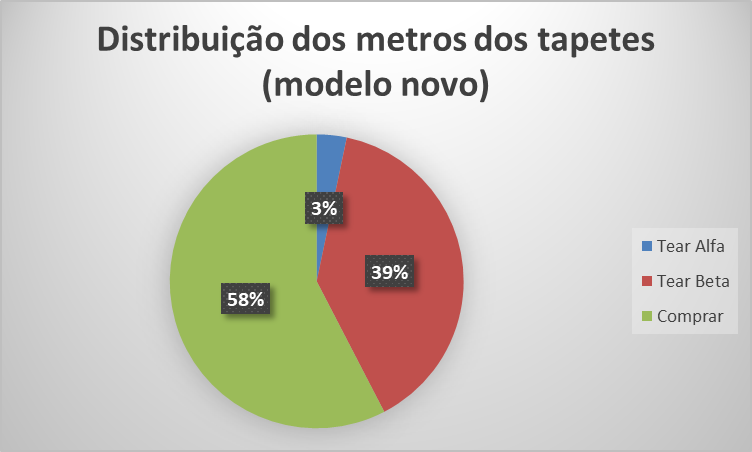 Distribuição dos metros dos tapetes
(modelo novo)
3%
39%
58%
Tear Alfa
Tear Beta
Comprar